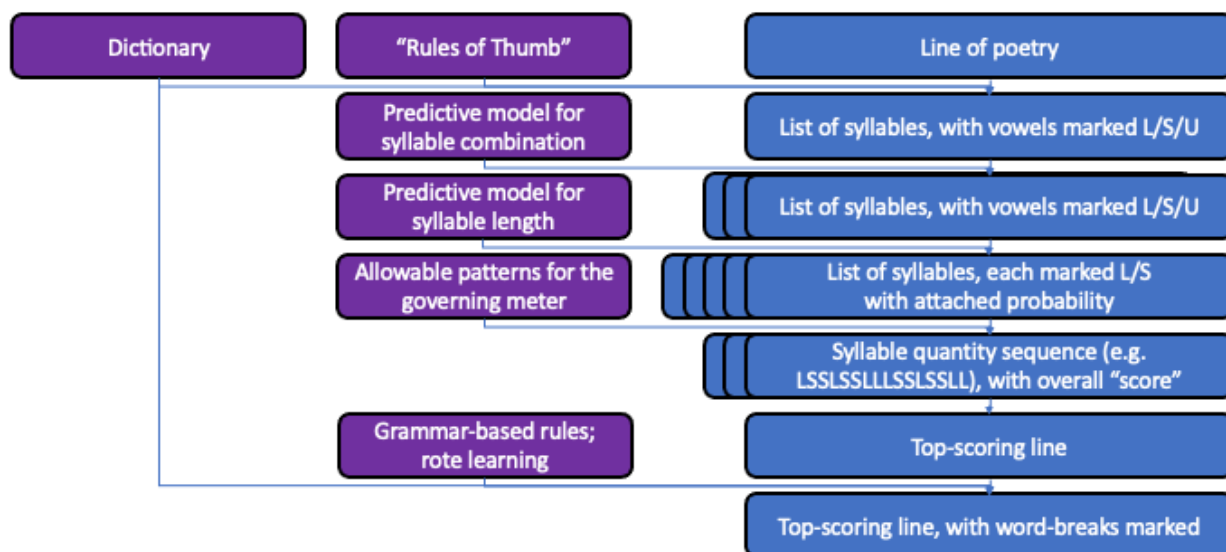 Dictionary
“Rules of Thumb”
Line of poetry
Predictive model for
syllable combination
List of syllables, with vowels marked L/S/U
Predictive model for
syllable length
List of syllables, with vowels marked L/S/U
Allowable patterns for the
governing meter
List of syllables, each marked L/S
with attached probability
Syllable quantity sequence (e.g.
LSSLSSLLLSSLSSLL), with overall “score”
Grammar-based rules;
rote learning
Top-scoring line
Top-scoring line, with word-breaks marked